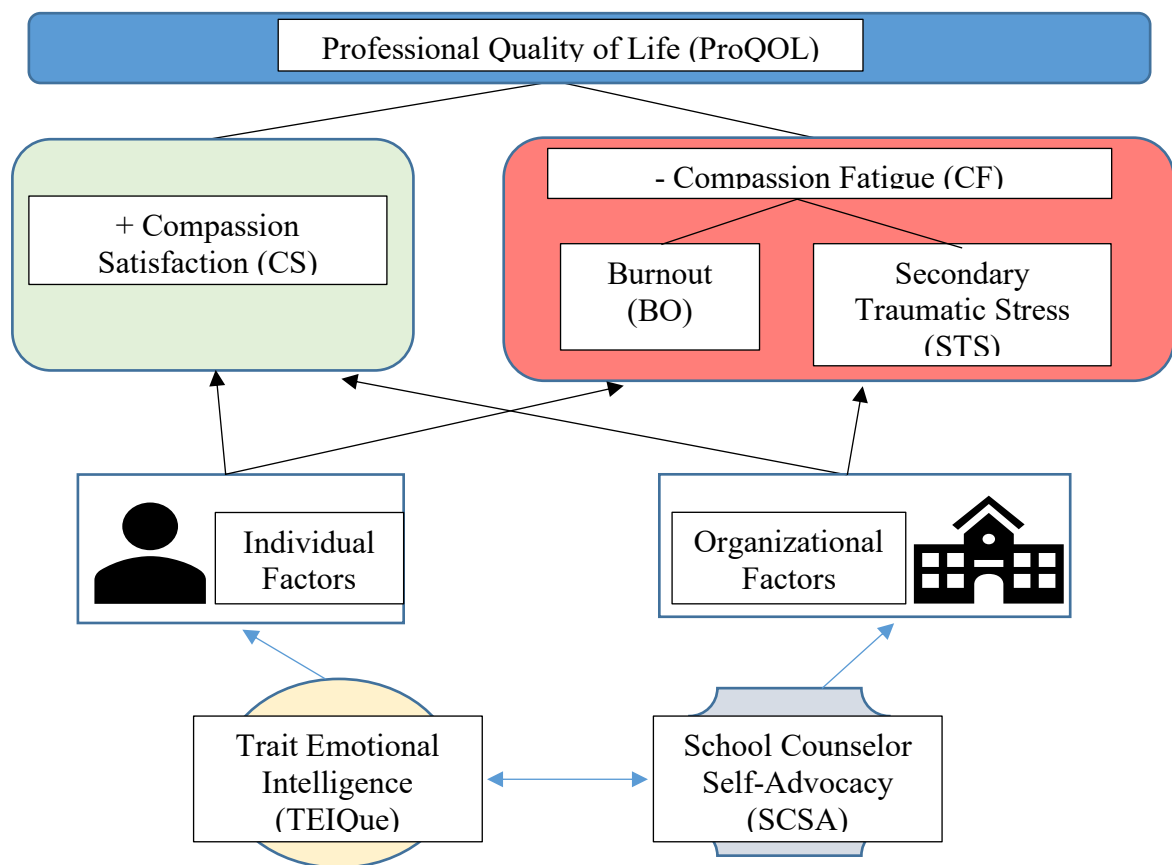 Professional Quality of Life (ProQOL)
- Compassion Fatigue (CF)
+ Compassion
Satisfaction (CS)
Burnout
(BO)
Secondary
Traumatic Stress
(STS)
Individual
Factors
Organizational
Factors
Trait Emotional
Intelligence
(TEIQue)
School Counselor
Self-Advocacy
(SCSA)